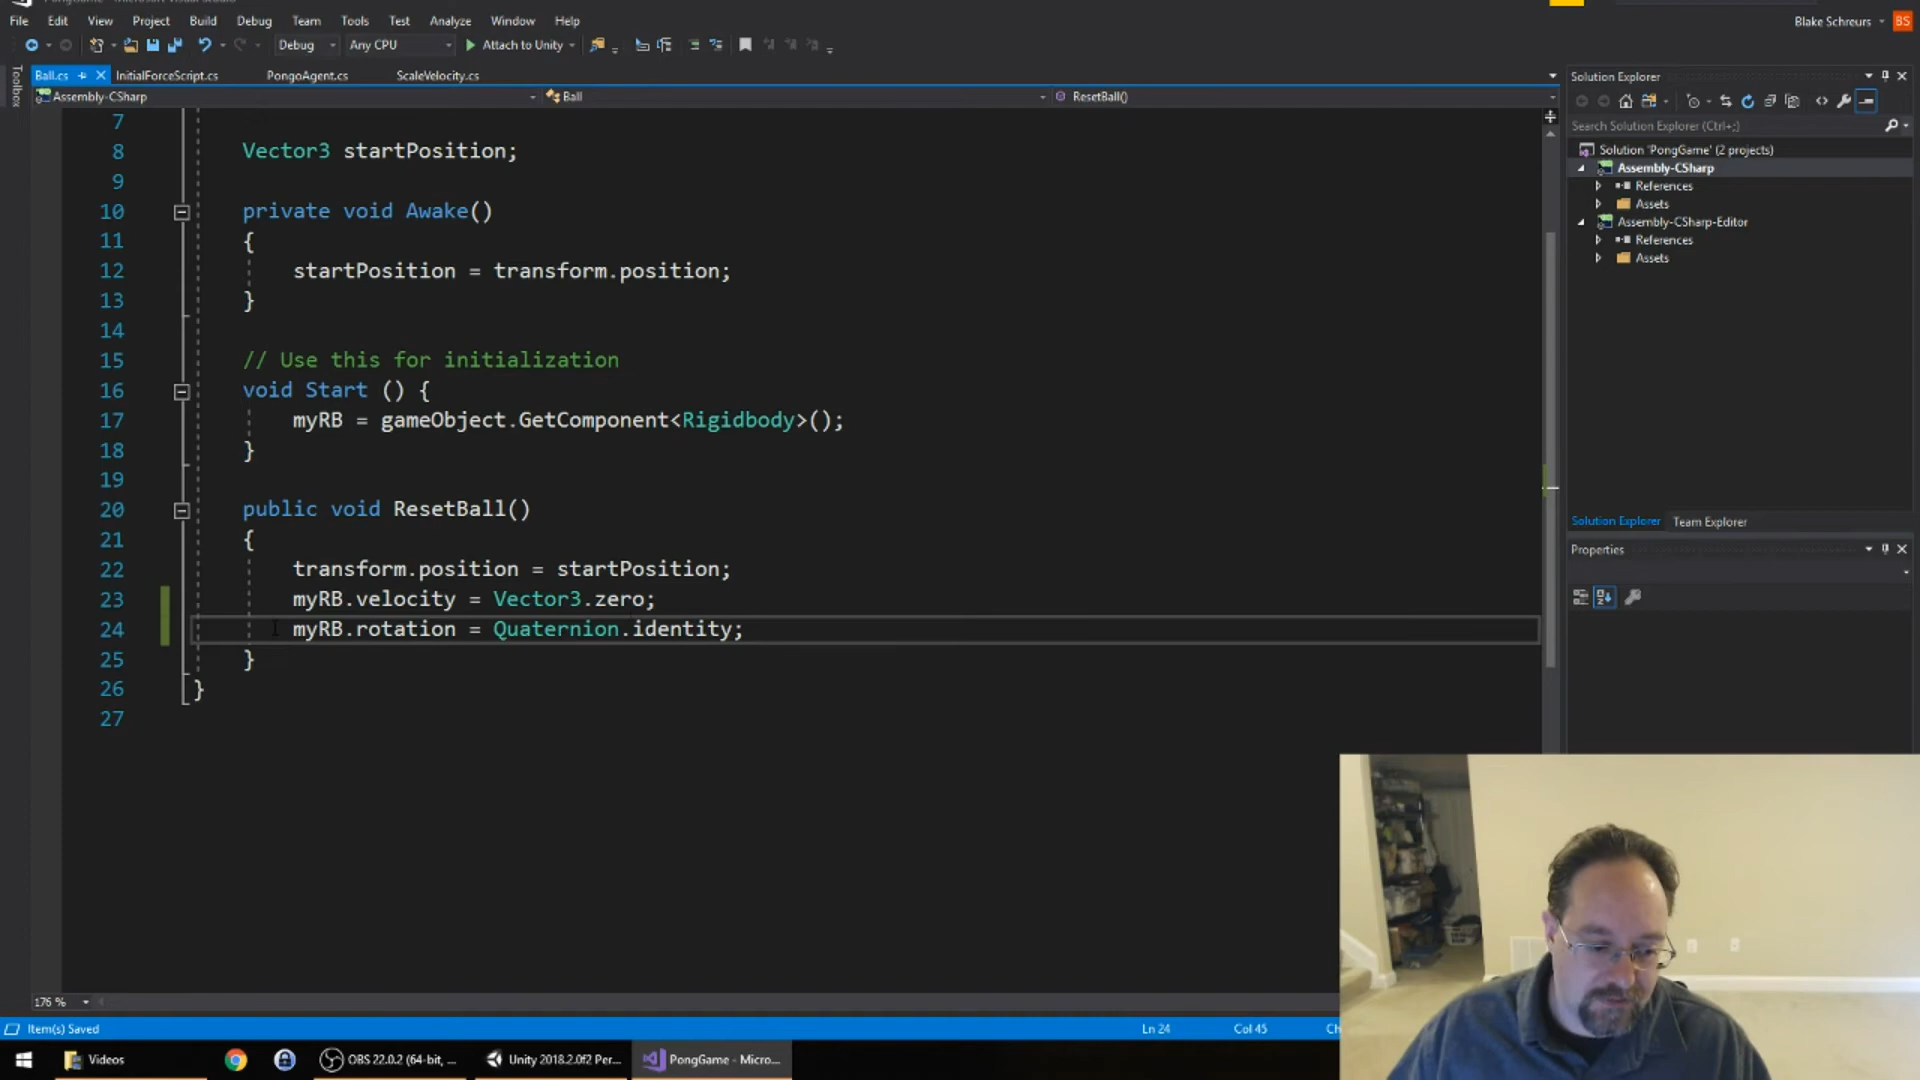 File Edit View Project Build Debug Team Tools Test Analyze Window Help
Blake Schreurs BS
Debug Any CPU Attach to Unity
Toolbox
Ball.cs InitialForceScript.cs PongoAgent.cs ScaleVelocity.cs
Assembly-CSharp Ball ResetBall()
7
8 Vector3 startPosition;
9
10 private void Awake()
11 {
12 startPosition = transform.position;
13 }
14
15 // Use this for initialization
16 void Start () {
17 myRB = gameObject.GetComponent<Rigidbody>();
18 }
19
20 public void ResetBall()
21 {
22 transform.position = startPosition;
23 myRB.velocity = Vector3.zero;
24 myRB.rotation = Quaternion.identity;
25 }
26 }
27
176 %
Solution Explorer
Search Solution Explorer (Ctrl+;)
Solution 'PongGame' (2 projects)
Assembly-CSharp
References
Assets
Assembly-CSharp-Editor
References
Assets
Solution Explorer Team Explorer
Properties
Item(s) Saved Ln 24 Col 45
Videos OBS 22.0.2 (64-bit, ... Unity 2018.2.0f2 Per... PongGame - Micro...